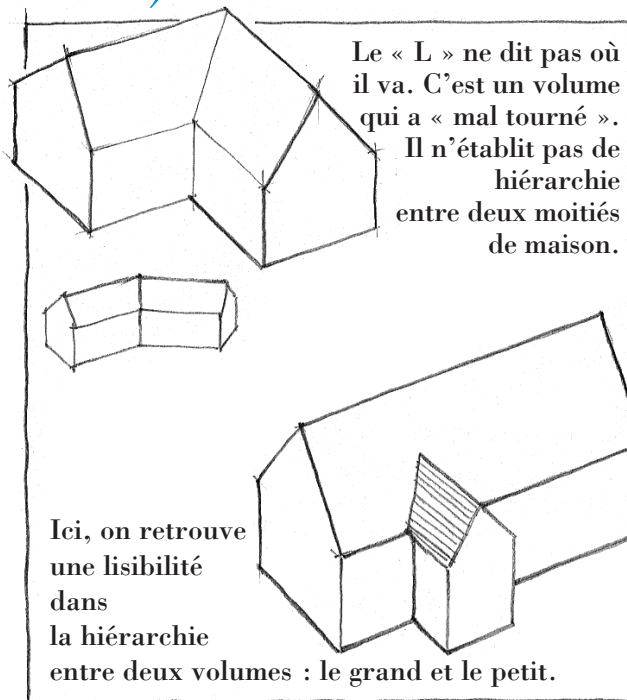 Le « L » ne dit pas où
il va. C’est un volume
qui a « mal tourné ».
Il n’établit pas de
hiérarchie
entre deux moitiés
de maison.
Ici, on retrouve
une lisibilité
dans
la hiérarchie
entre deux volumes : le grand et le petit.